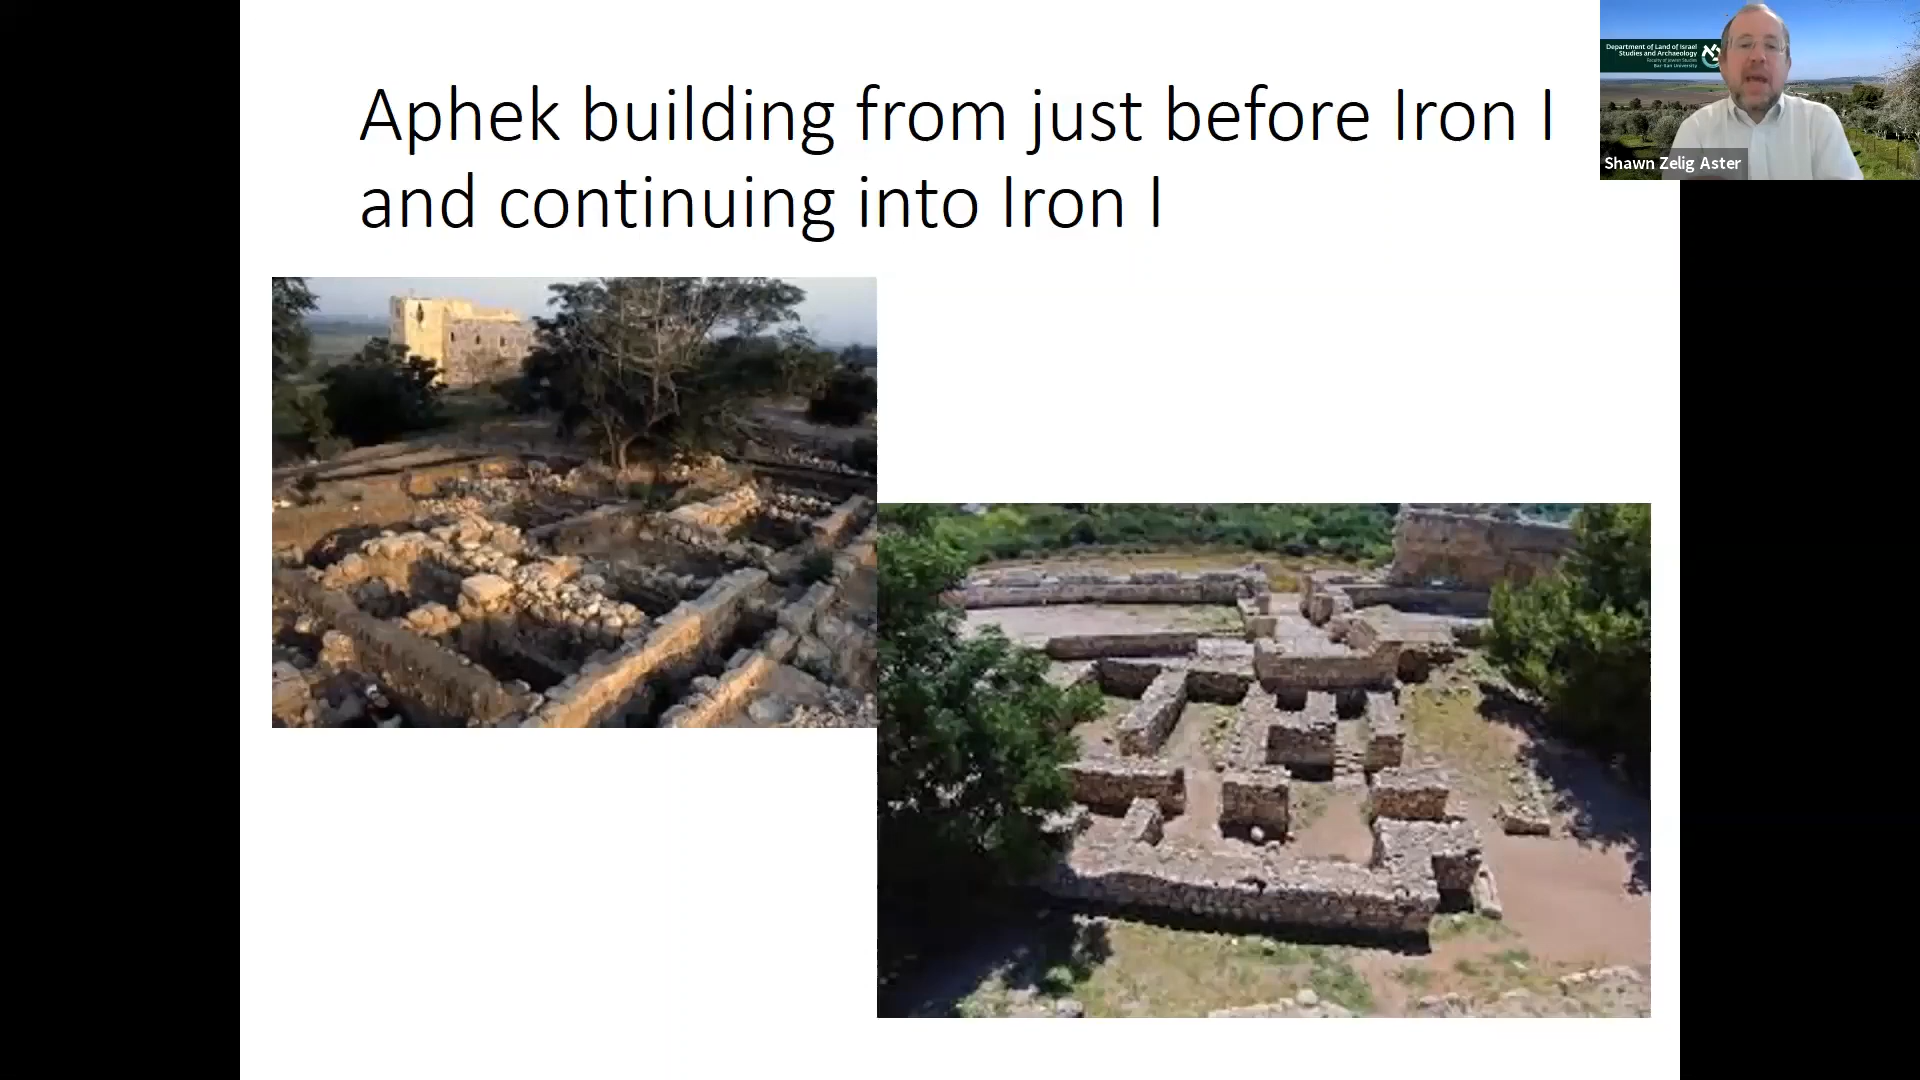 Aphek building from just before Iron I
and continuing into Iron I
Department of Land of Israel
Studies and Archaeology
Faculty of Jewish Studies
Bar-Ilan University
Shawn Zelig Aster